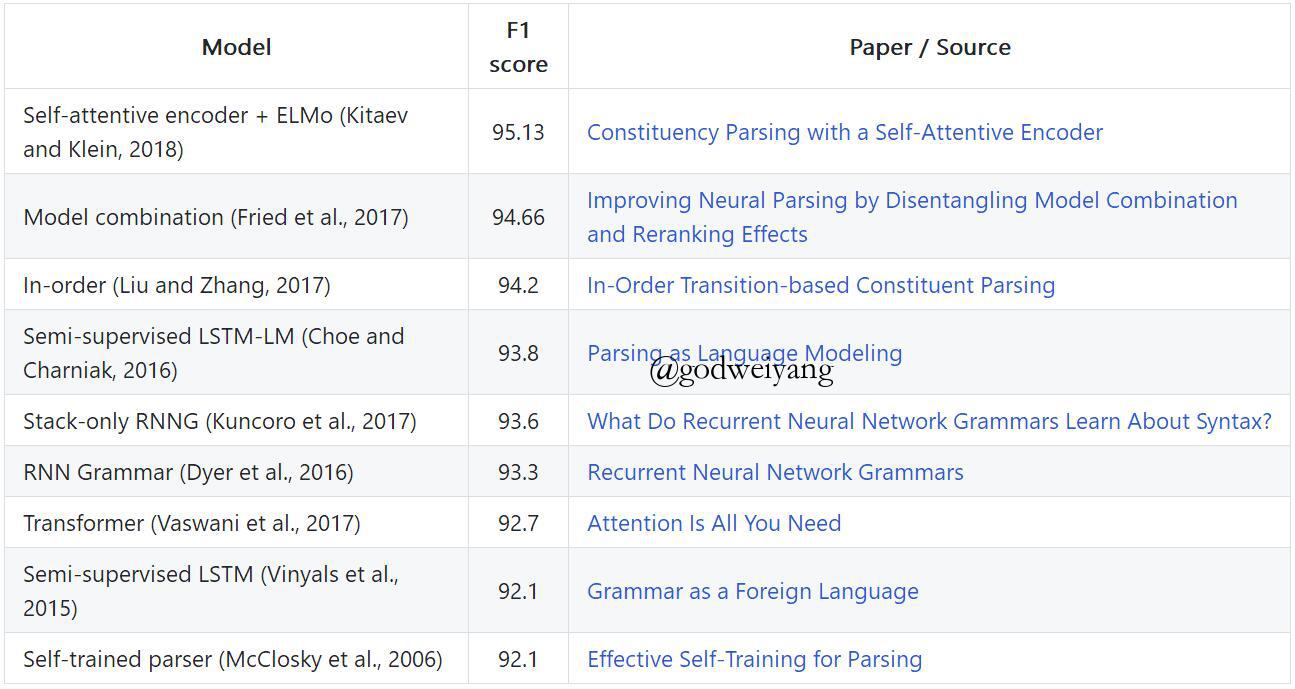 Model
F1
score
Paper / Source
Self-attentive encoder + ELMo (Kitaev
and Klein, 2018)
95.13
Constituency Parsing with a Self-Attentive Encoder
Model combination (Fried et al., 2017)
94.66
Improving Neural Parsing by Disentangling Model Combination
and Reranking Effects
In-order (Liu and Zhang, 2017)
94.2
In-Order Transition-based Constituent Parsing
Semi-supervised LSTM-LM (Choe and
Charniak, 2016)
93.8
Parsing as Language Modeling
@godweiyang
Stack-only RNNG (Kuncoro et al., 2017)
93.6
What Do Recurrent Neural Network Grammars Learn About Syntax?
RNN Grammar (Dyer et al., 2016)
93.3
Recurrent Neural Network Grammars
Transformer (Vaswani et al., 2017)
92.7
Attention Is All You Need
Semi-supervised LSTM (Vinyals et al.,
2015)
92.1
Grammar as a Foreign Language
Self-trained parser (McClosky et al., 2006)
92.1
Effective Self-Training for Parsing